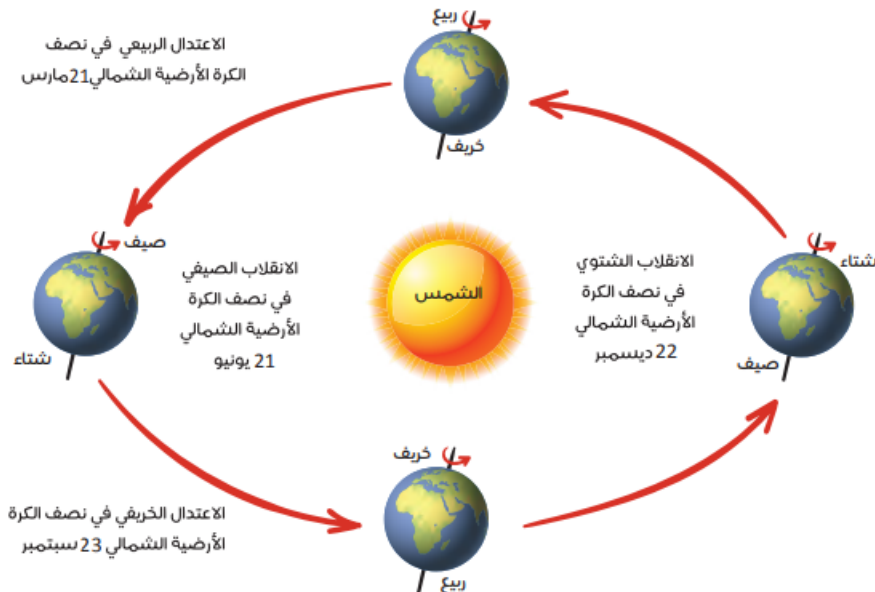 ربيع
الاعتدال الربيعي في نصف
الكرة الأرضية الشمالي 21مارس
خريف
صيف
شتاء
الانقلاب الصيفي
في نصف الكرة
الأرضية الشمالي
21 يونيو
الشمس
الانقلاب الشتوي
في نصف الكرة
الأرضية الشمالي
22 ديسمبر
شتاء
صيف
خريف
ربيع
الاعتدال الخريفي في نصف الكرة
الأرضية الشمالي 23 سبتمبر